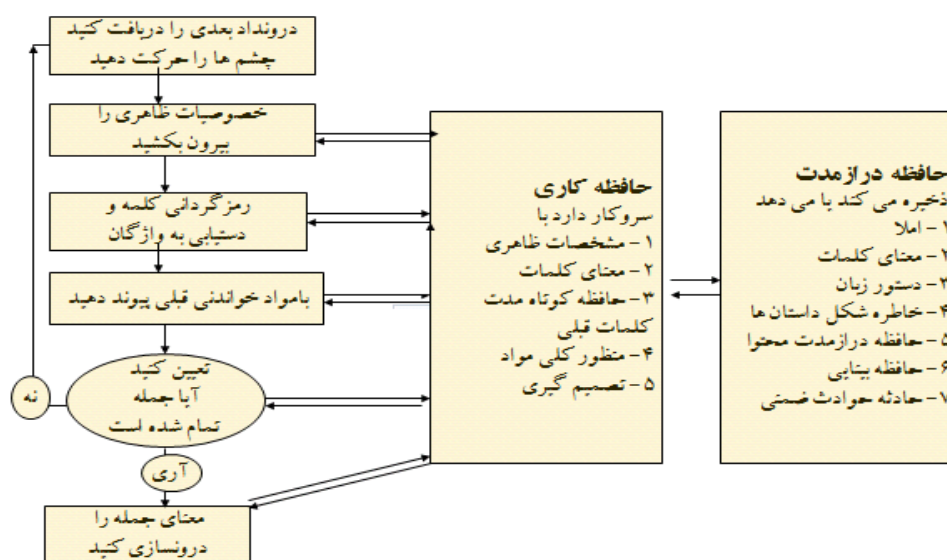 دروندادبعدی را دریافت کنید
چشم ها را حرکت دهید
خصوصیات ظاهری را
بیرون بکشید
رمزگردانی کلمه و
دستیابی به واژگان
بامواد خواندنی قبلی پیوند دهید
تعیین کنید
آیا جمله
تمام شده است
نه
آری
معنای جمله را
درونسازی کنید
حافظه کاری
سروکار دارد با
۱- مشخصات ظاهری
۲- معنای کلمات
۳- حافظه کوتاه مدت
کلمات قبلی
۴- منظور کلی مواد
۵- تصمیم گیری
حافظه درازمدت
ذخیره می کند یا می دهد
۱- املا
۲- معنای کلمات
۳- دستور زبان
۴- خاطره شکل داستان ها
۵- حافظه درازمدت محتوا
۶- حافظه بینایی
۷- حادثه حوادث ضمنی